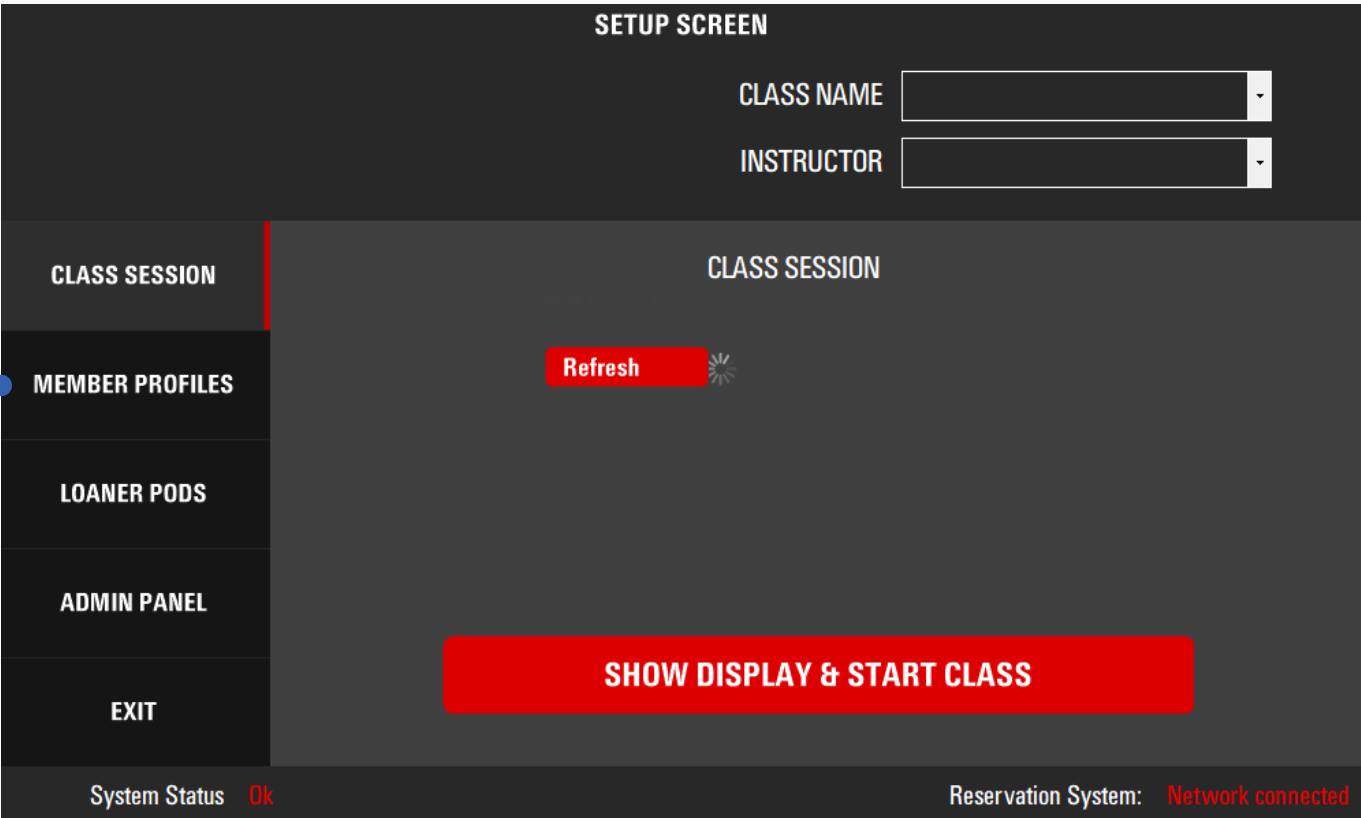 SETUP SCREEN
CLASS NAME
INSTRUCTOR
CLASS SESSION
MEMBER PROFILES
LOANER PODS
ADMIN PANEL
EXIT
CLASS SESSION
Refresh
SHOW DISPLAY & START CLASS
System Status Ok
Reservation System: Network connected